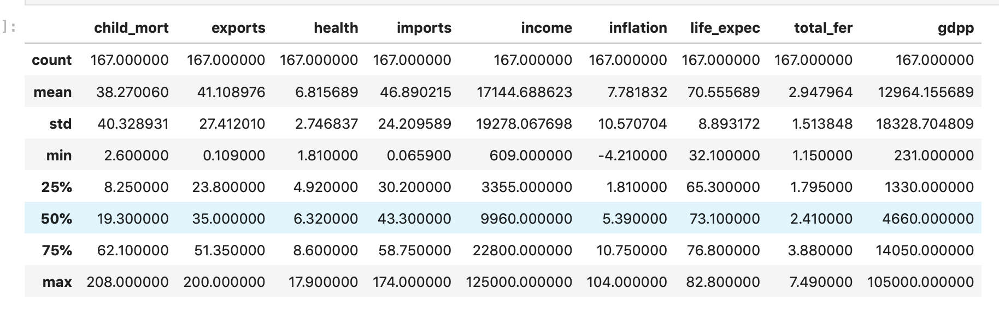 ]:
child_mort exports health imports income inflation life_expec total_fer gdpp
count 167.000000 167.000000 167.000000 167.000000 167.000000 167.000000 167.000000 167.000000 167.000000
mean 38.270060 41.108976 6.815689 46.890215 17144.688623 7.781832 70.555689 2.947964 12964.155689
std 40.328931 27.412010 2.746837 24.209589 19278.067698 10.570704 8.893172 1.513848 18328.704809
min 2.600000 0.109000 1.810000 0.065900 609.000000 -4.210000 32.100000 1.150000 231.000000
25% 8.250000 23.800000 4.920000 30.200000 3355.000000 1.810000 65.300000 1.795000 1330.000000
50% 19.300000 35.000000 6.320000 43.300000 9960.000000 5.390000 73.100000 2.410000 4660.000000
75% 62.100000 51.350000 8.600000 58.750000 22800.000000 10.750000 76.800000 3.880000 14050.000000
max 208.000000 200.000000 17.900000 174.000000 125000.000000 104.000000 82.800000 7.490000 105000.000000